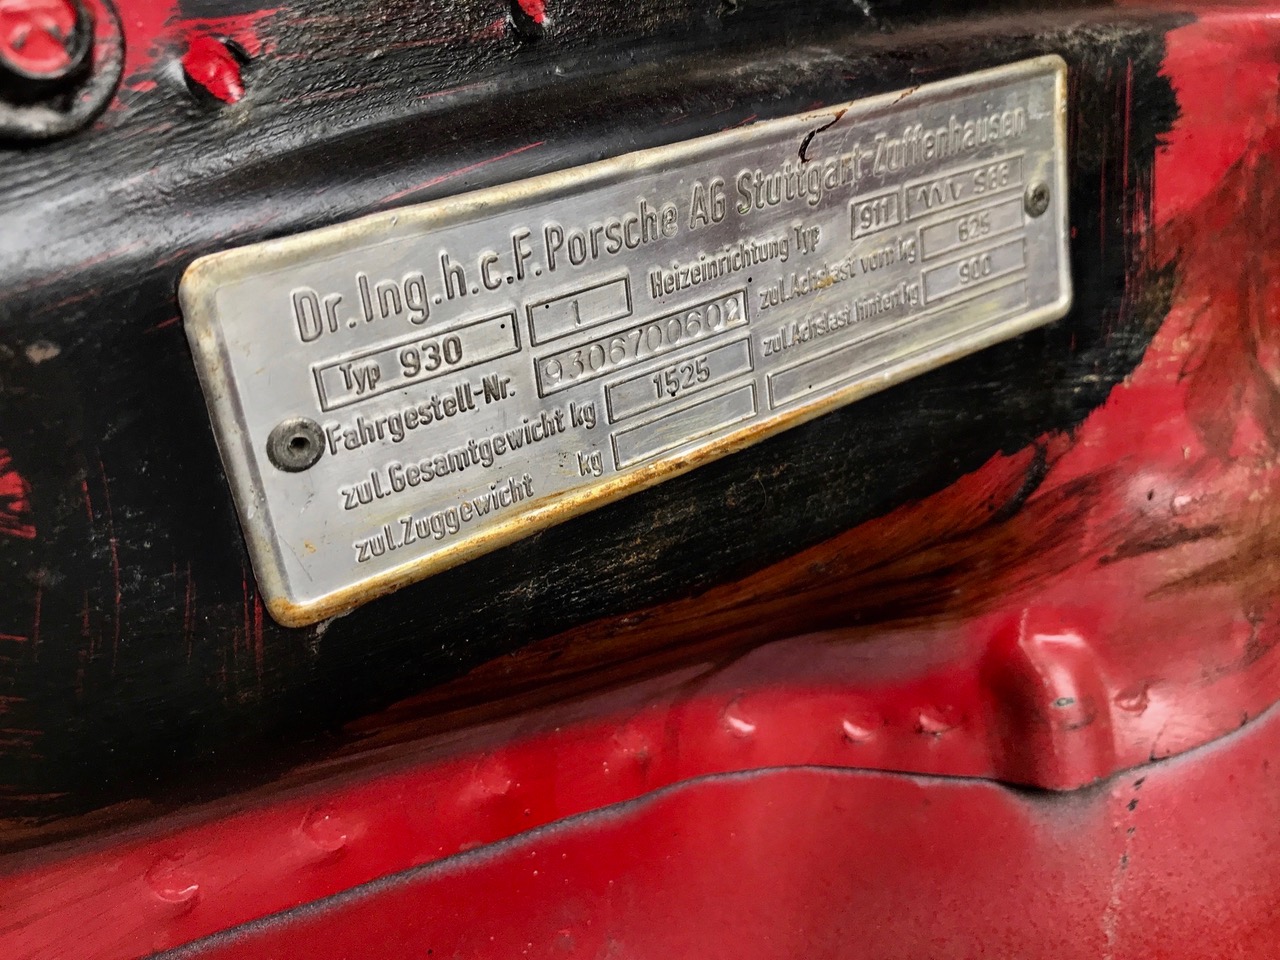 Dr.Ing.h.c.F.Porsche AG Stuttgart-Zuffenhausen
Typ 930 1 Heizeinrichtung Typ 911 S38
Fahrgestell-Nr. 9306700602 zul.Achslast vorn kg 625
zul.Gesamtgewicht kg 1525 zul.Achslast hinten kg 900
zul.Zuggewicht kg